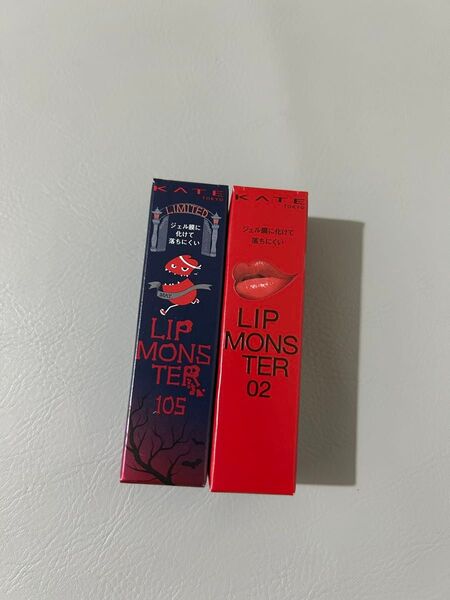 KATE
TOKYO
LIMITED
ジェル膜に
化けて
落ちにくい
MAY
LIP
MONS
TER
105
KATE
TOKYO
ジェル膜に化けて
落ちにくい
LIP
MONS
TER
02